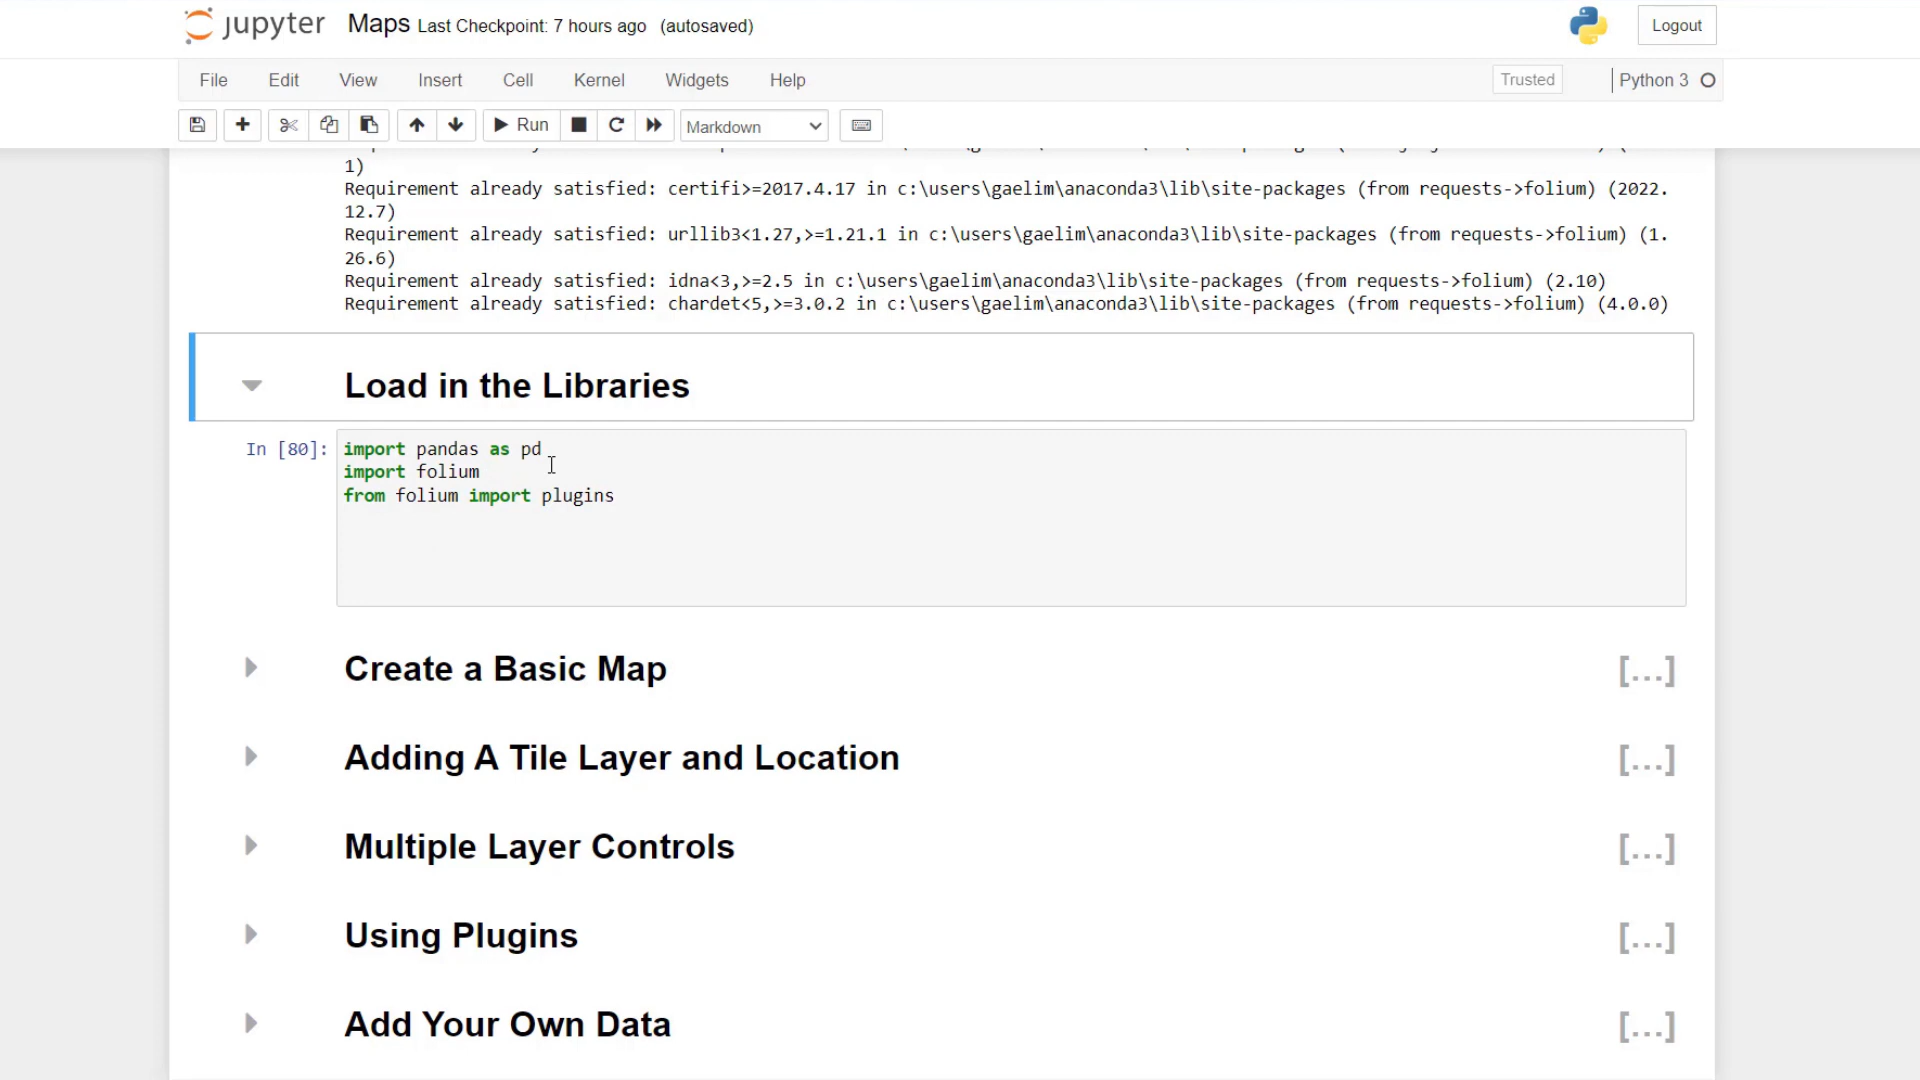 jupyter Maps Last Checkpoint: 7 hours ago (autosaved) Logout
File Edit View Insert Cell Kernel Widgets Help Trusted Python 3
Run Markdown
1)
Requirement already satisfied: certifi>=2017.4.17 in c:\users\gaelim\anaconda3\lib\site-packages (from requests->folium) (2022.
12.7)
Requirement already satisfied: urllib3<1.27,>=1.21.1 in c:\users\gaelim\anaconda3\lib\site-packages (from requests->folium) (1.
26.6)
Requirement already satisfied: idna<3,>=2.5 in c:\users\gaelim\anaconda3\lib\site-packages (from requests->folium) (2.10)
Requirement already satisfied: chardet<5,>=3.0.2 in c:\users\gaelim\anaconda3\lib\site-packages (from requests->folium) (4.0.0)
Load in the Libraries
In [80]: import pandas as pd
import folium
from folium import plugins
Create a Basic Map [...]
Adding A Tile Layer and Location [...]
Multiple Layer Controls [...]
Using Plugins [...]
Add Your Own Data [...]